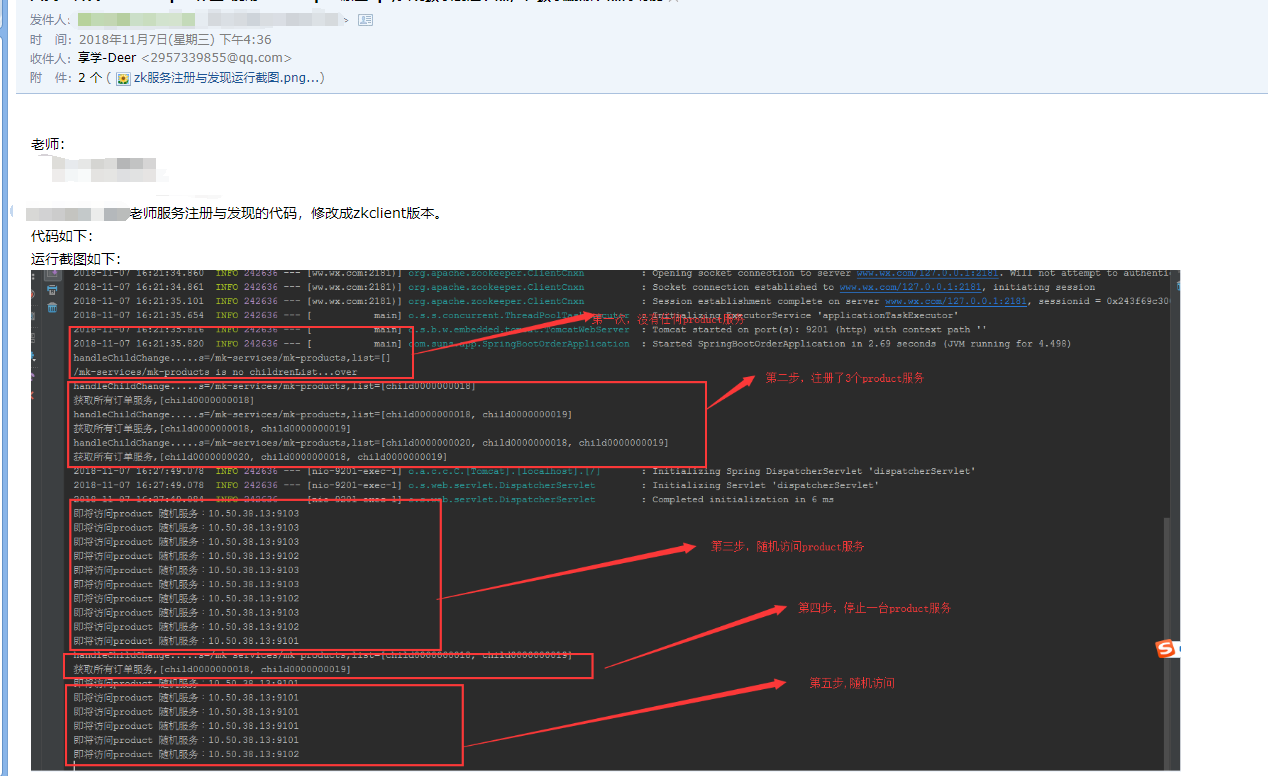 发件人：
时 间：2018年11月7日(星期三) 下午4:36
收件人：享学-Deer <2957339855@qq.com>
附 件：2 个 ( zk服务注册与发现运行截图.png...)
老师：
老师服务注册与发现的代码，修改成zkclient版本。
代码如下：
运行截图如下：
2018-11-07 16:21:34.860 INFO 242636 --- [ww.wx.com:2181)] org.apache.zookeeper.ClientCnxn : Opening socket connection to server www.wx.com/127.0.0.1:2181. Will not attempt to authenti
2018-11-07 16:21:34.861 INFO 242636 --- [ww.wx.com:2181)] org.apache.zookeeper.ClientCnxn : Socket connection established to www.wx.com/127.0.0.1:2181, initiating session
2018-11-07 16:21:35.101 INFO 242636 --- [ww.wx.com:2181)] org.apache.zookeeper.ClientCnxn : Session establishment complete on server www.wx.com/127.0.0.1:2181, sessionid = 0x243f69c30
2018-11-07 16:21:35.654 INFO 242636 --- [ main] o.s.s.concurrent.ThreadPoolTaskExecutor : Initializing ExecutorService 'applicationTaskExecutor'
第一次，没有任何product服务
2018-11-07 16:21:35.816 INFO 242636 --- [ main] o.s.b.w.embedded.tomcat.TomcatWebServer : Tomcat started on port(s): 9201 (http) with context path ''
2018-11-07 16:21:35.820 INFO 242636 --- [ main] com.sunz.app.SpringBootOrderApplication : Started SpringBootOrderApplication in 2.69 seconds (JVM running for 4.498)
handleChildChange.....s=/mk-services/mk-products,list=[]
/mk-services/mk-products is no childrenList...over
第二步，注册了3个product服务
handleChildChange.....s=/mk-services/mk-products,list=[child0000000018]
获取所有订单服务,[child0000000018]
handleChildChange.....s=/mk-services/mk-products,list=[child0000000018, child0000000019]
获取所有订单服务,[child0000000018, child0000000019]
handleChildChange.....s=/mk-services/mk-products,list=[child0000000020, child0000000018, child0000000019]
获取所有订单服务,[child0000000020, child0000000018, child0000000019]
2018-11-07 16:27:49.078 INFO 242636 --- [nio-9201-exec-1] o.a.c.c.C.[Tomcat].[localhost].[/] : Initializing Spring DispatcherServlet 'dispatcherServlet'
2018-11-07 16:27:49.078 INFO 242636 --- [nio-9201-exec-1] o.s.web.servlet.DispatcherServlet : Initializing Servlet 'dispatcherServlet'
2018-11-07 16:27:49.084 INFO 242636 --- [nio-9201-exec-1] o.s.web.servlet.DispatcherServlet : Completed initialization in 6 ms
即将访问product 随机服务：10.50.38.13:9103
即将访问product 随机服务：10.50.38.13:9103
即将访问product 随机服务：10.50.38.13:9103
即将访问product 随机服务：10.50.38.13:9102
第三步，随机访问product服务
即将访问product 随机服务：10.50.38.13:9103
即将访问product 随机服务：10.50.38.13:9103
即将访问product 随机服务：10.50.38.13:9102
即将访问product 随机服务：10.50.38.13:9103
第四步，停止一台product服务
即将访问product 随机服务：10.50.38.13:9102
即将访问product 随机服务：10.50.38.13:9101
handleChildChange.....s=/mk-services/mk-products,list=[child0000000018, child0000000019]
获取所有订单服务,[child0000000018, child0000000019]
即将访问product 随机服务：10.50.38.13:9101
第五步,随机访问
即将访问product 随机服务：10.50.38.13:9101
即将访问product 随机服务：10.50.38.13:9101
即将访问product 随机服务：10.50.38.13:9101
即将访问product 随机服务：10.50.38.13:9101
即将访问product 随机服务：10.50.38.13:9102